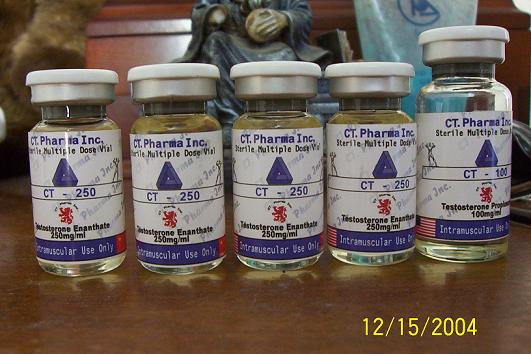 CT. Pharma Inc.
Sterile Multiple Dose Vial
CT - 250
Testosterone Enanthate
250mg/ml
Intramuscular Use Only
CT. Pharma Inc.
Sterile Multiple Dose Vial
CT - 250
Testosterone Enanthate
250mg/ml
Intramuscular Use Only
CT. Pharma Inc.
Sterile Multiple Dose Vial
CT - 250
Testosterone Enanthate
250mg/ml
Intramuscular Use Only
CT. Pharma Inc.
Sterile Multiple Dose Vial
CT - 250
Testosterone Enanthate
250mg/ml
Intramuscular Use Only
CT. Pharma Inc.
Sterile Multiple Dose
CT - 100
Testosterone
100mg/ml
Intramuscular Use Only
12/15/2004